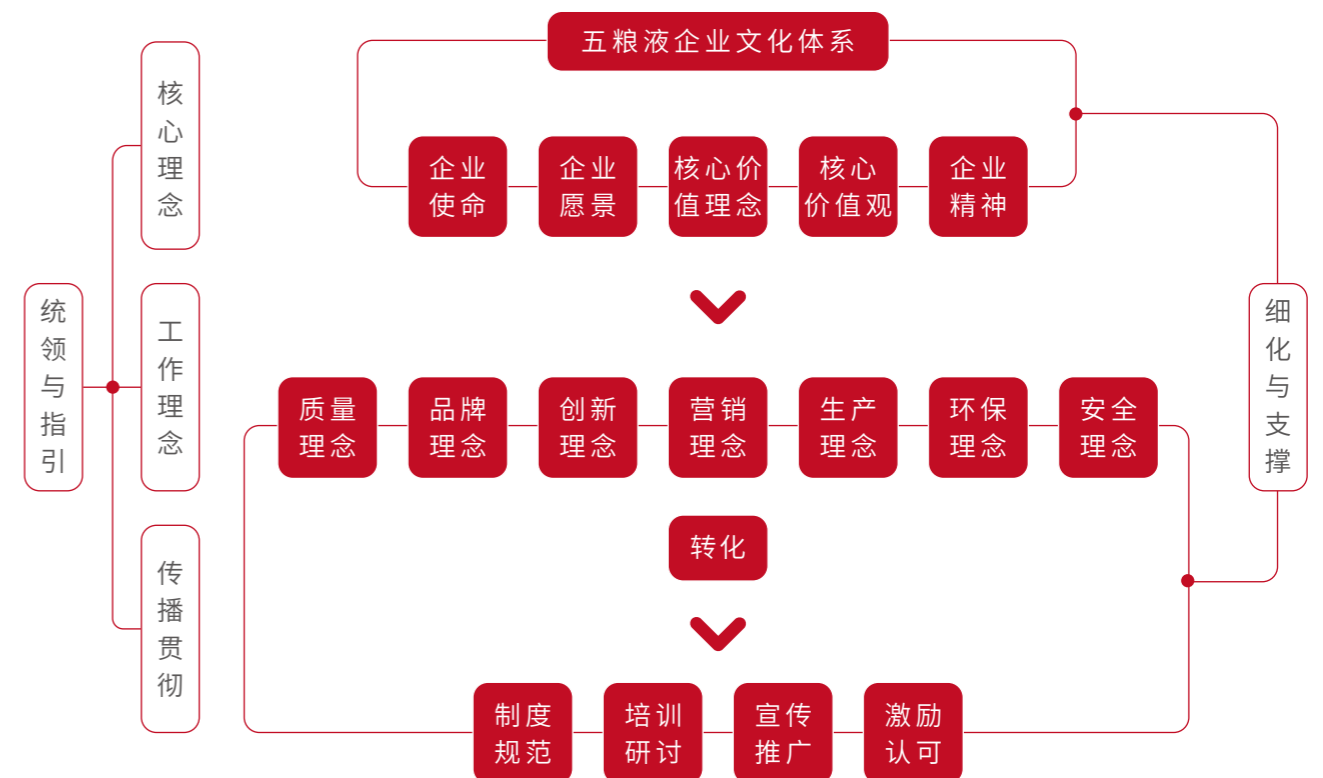 五粮液企业文化体系
核心理念
企业
使命
企业
愿景
核心价
值理念
核心
价值观
企业
精神
统领与指引
工作理念
细化与支撑
质量
理念
品牌
理念
创新
理念
营销
理念
生产
理念
环保
理念
安全
理念
转化
传播贯彻
制度
规范
培训
研讨
宣传
推广
激励
认可